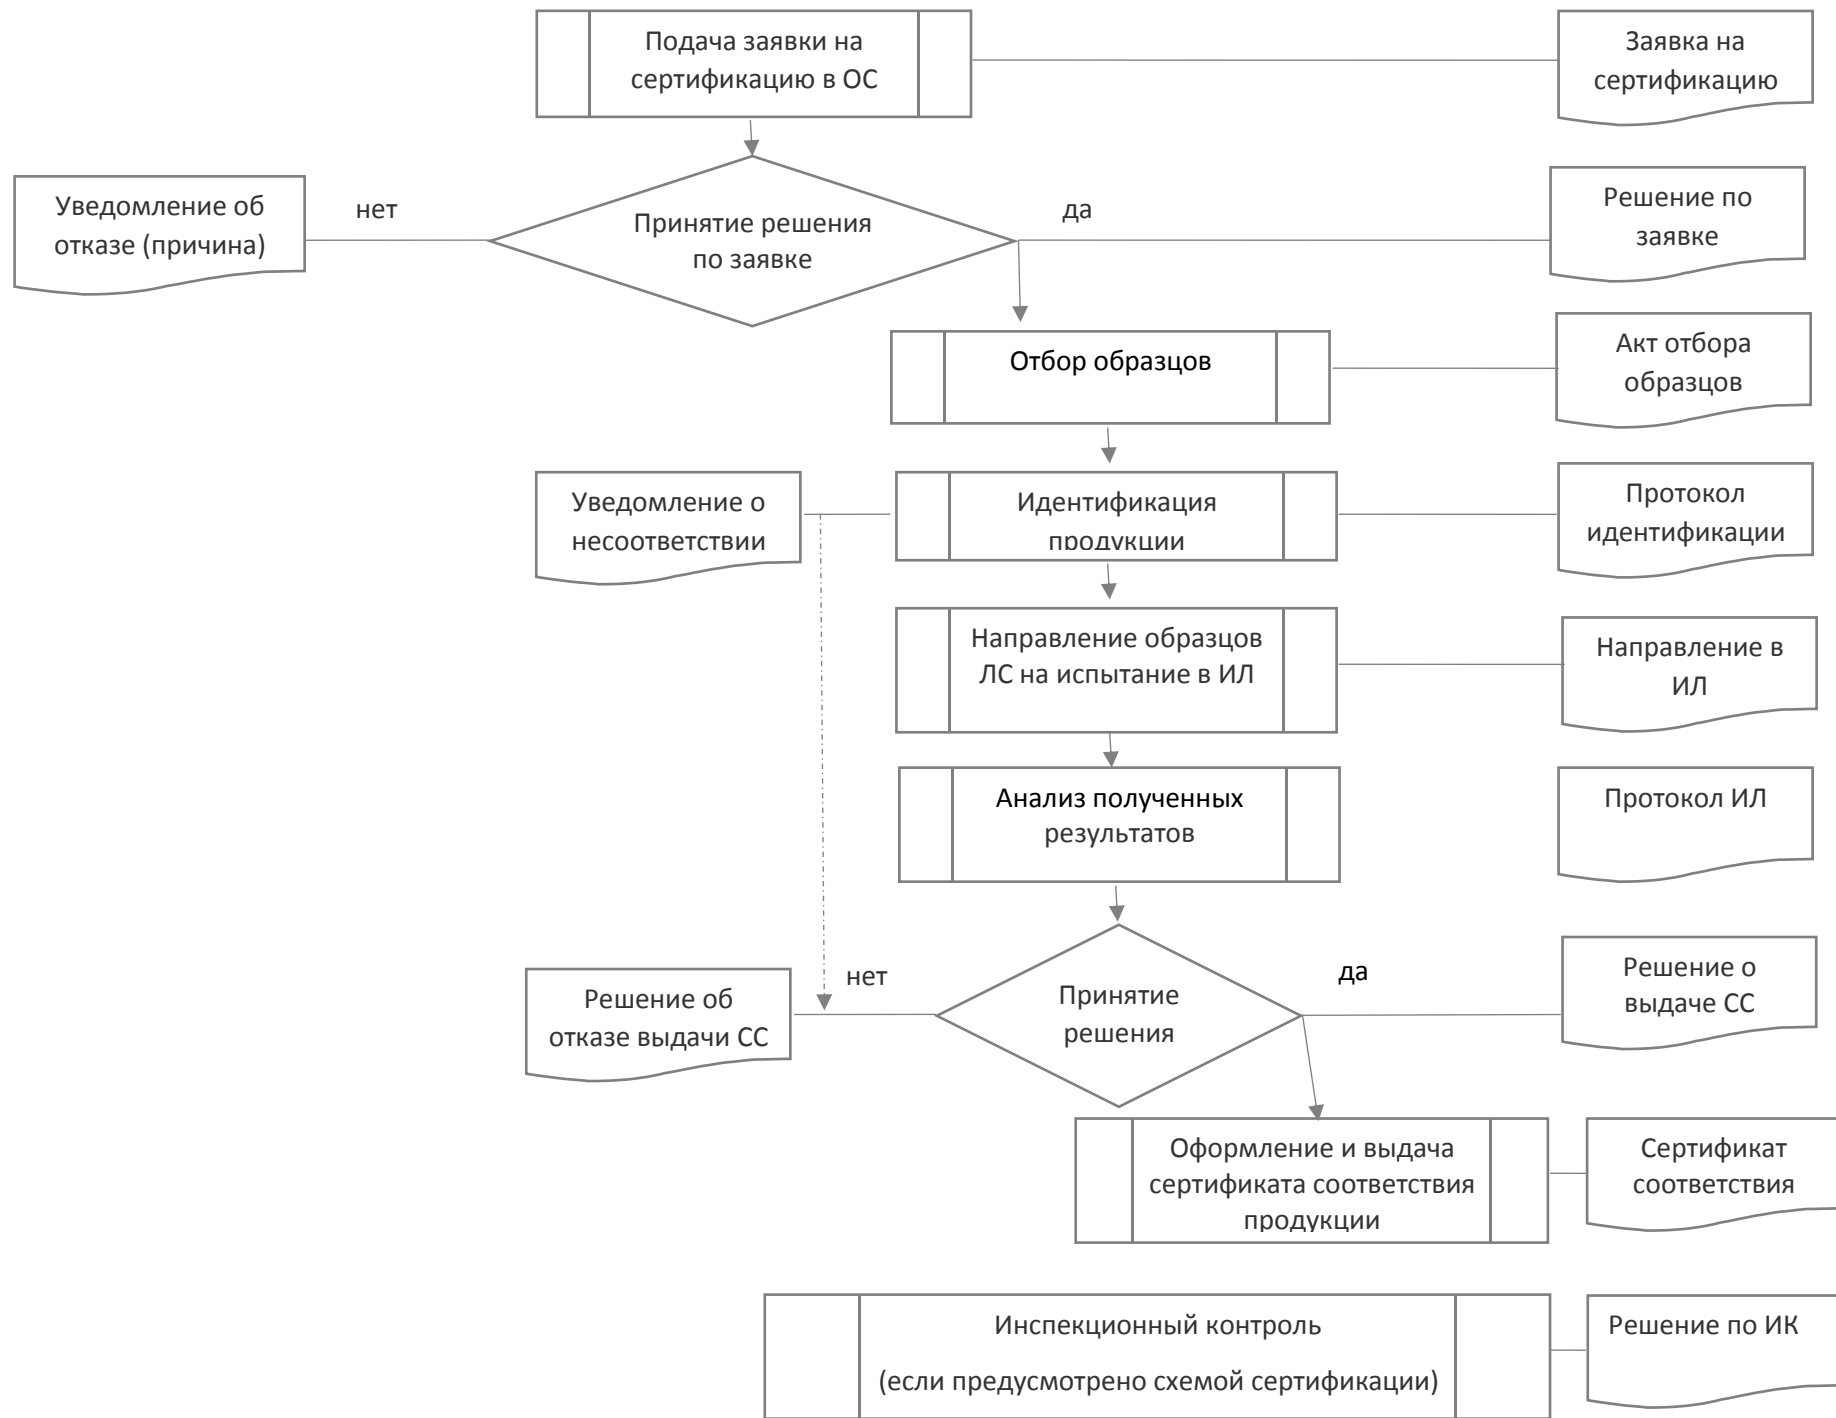 Подача заявки на
сертификацию в ОС
Заявка на
сертификацию
Уведомление об
отказе (причина)
нет
Принятие решения
по заявке
да
Решение по
заявке
Отбор образцов
Акт отбора
образцов
Уведомление о
несоответствии
Идентификация
продукции
Протокол
идентификации
Направление образцов
ЛС на испытание в ИЛ
Направление в
ИЛ
Анализ полученных
результатов
Протокол ИЛ
Решение об
отказе выдачи СС
нет
Принятие
решения
да
Решение о
выдаче СС
Оформление и выдача
сертификата соответствия
продукции
Сертификат
соответствия
Инспекционный контроль
(если предусмотрено схемой сертификации)
Решение по ИК